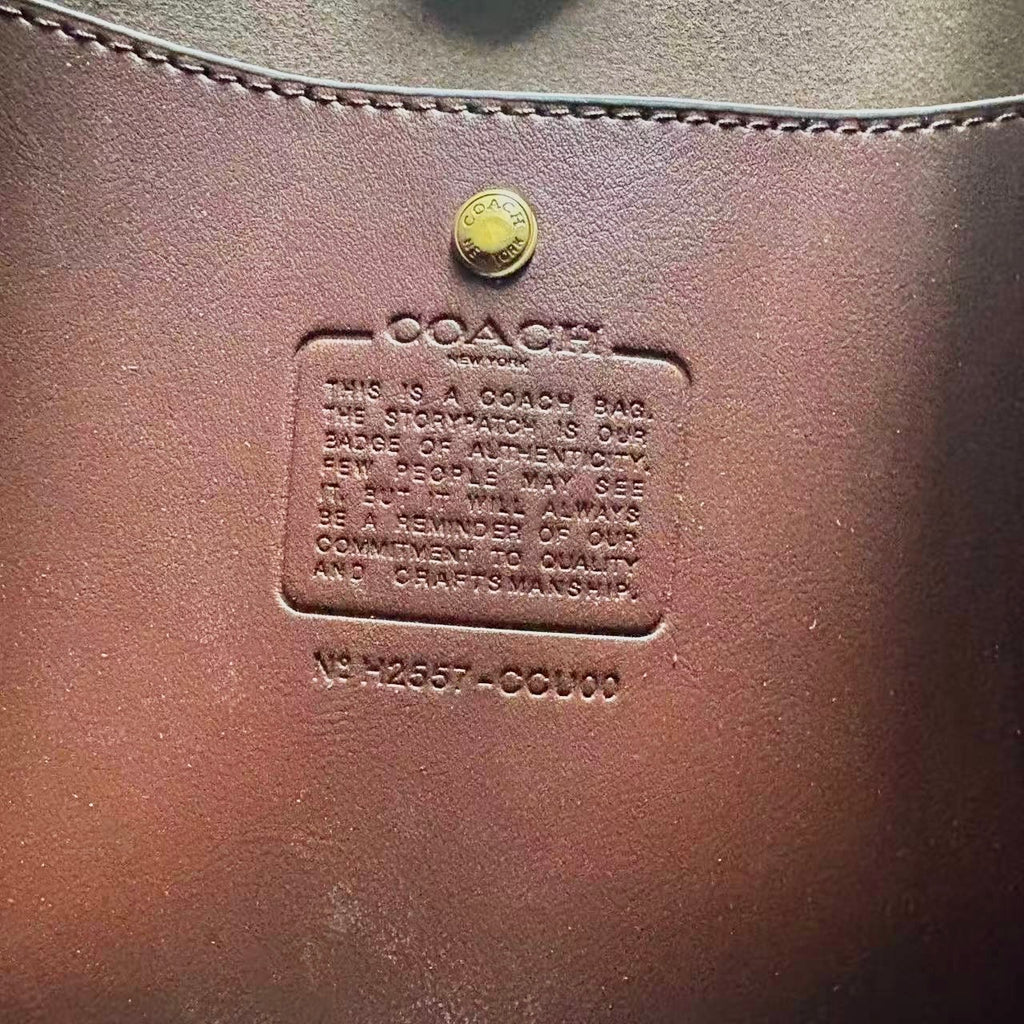 COACH
NEW YORK
COACH
NEW YORK
THIS IS A COACH BAG.
THE STORYPATCH IS OUR
BADGE OF AUTHENTICITY.
FEW PEOPLE MAY SEE
IT, BUT IT WILL ALWAYS
BE A REMINDER OF OUR
COMMITMENT TO QUALITY
AND CRAFTSMANSHIP.
Nº H2557-CCU00